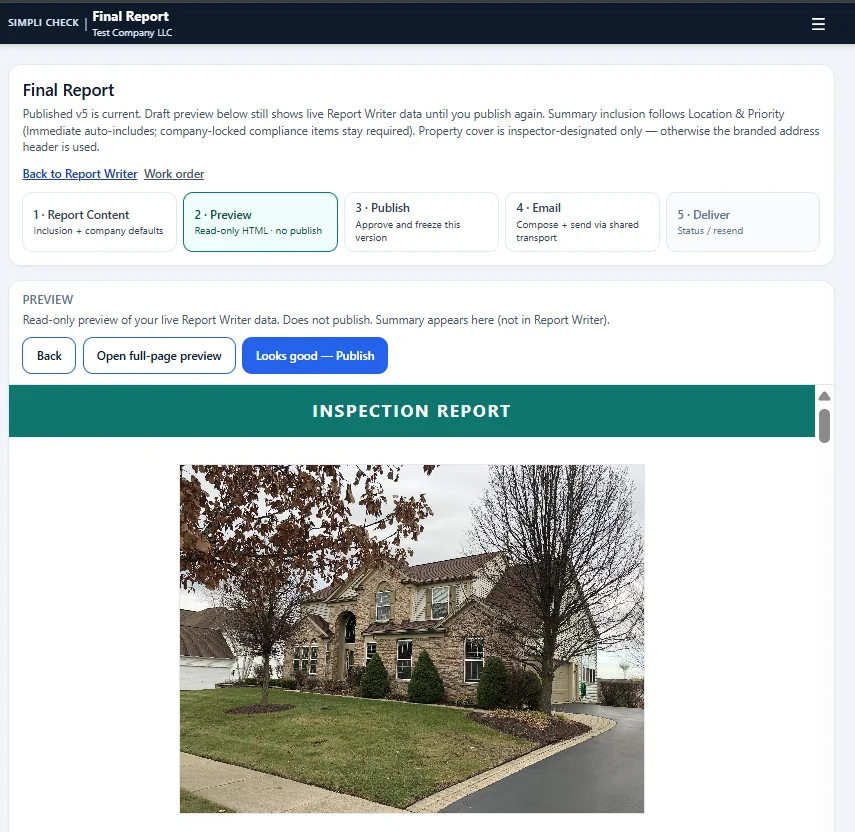 SIMPLI CHECK | Final Report
Test Company LLC
Final Report
Published v5 is current. Draft preview below still shows live Report Writer data until you publish again. Summary inclusion follows Location & Priority
(Immediate auto-includes; company-locked compliance items stay required). Property cover is inspector-designated only — otherwise the branded address
header is used.
Back to Report Writer Work order
1 · Report Content
Inclusion + company defaults
2 · Preview
Read-only HTML · no publish
3 · Publish
Approve and freeze this
version
4 · Email
Compose + send via shared
transport
5 · Deliver
Status / resend
PREVIEW
Read-only preview of your live Report Writer data. Does not publish. Summary appears here (not in Report Writer).
Back Open full-page preview Looks good — Publish
INSPECTION REPORT